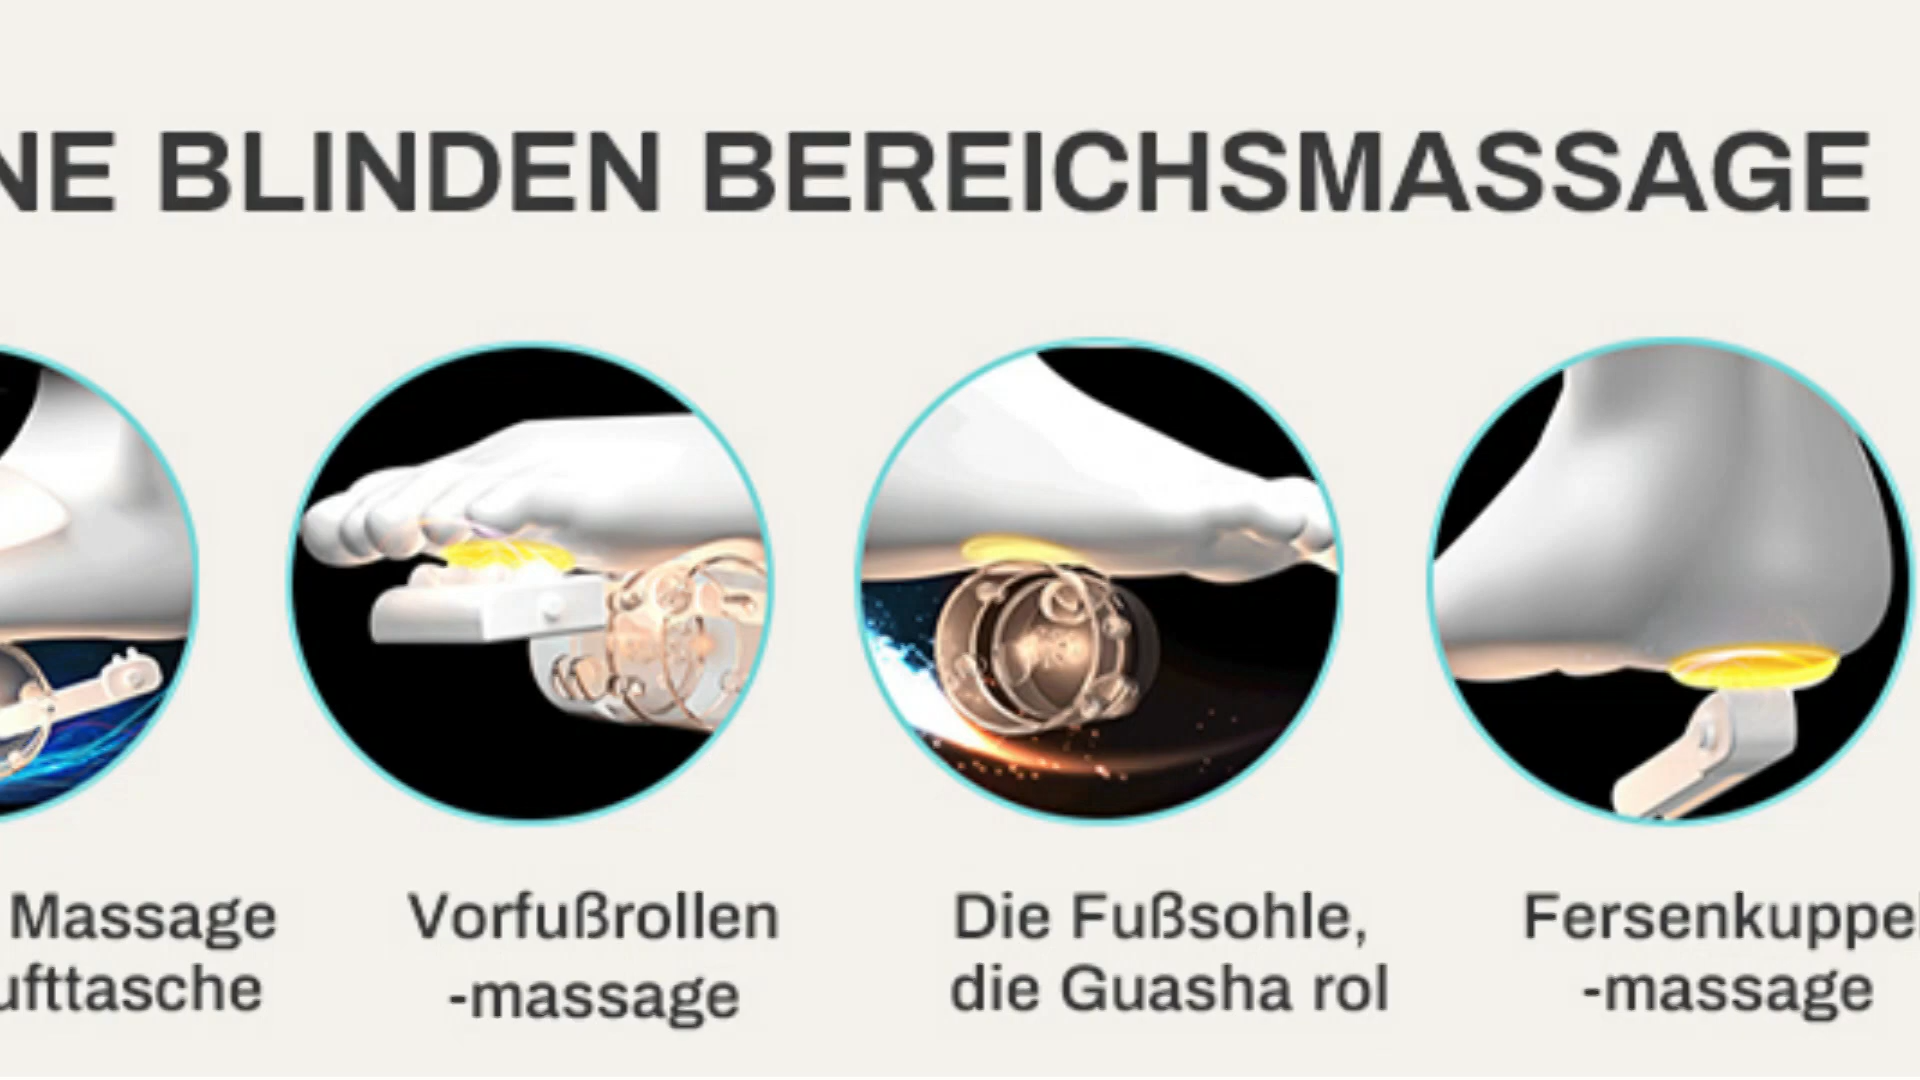 NE BLINDEN BEREICHSMASSAGE
Massage
ufttasche
Vorfußrollen
-massage
Die Fußsohle,
die Guasha rol
Fersenkuppel
-massage